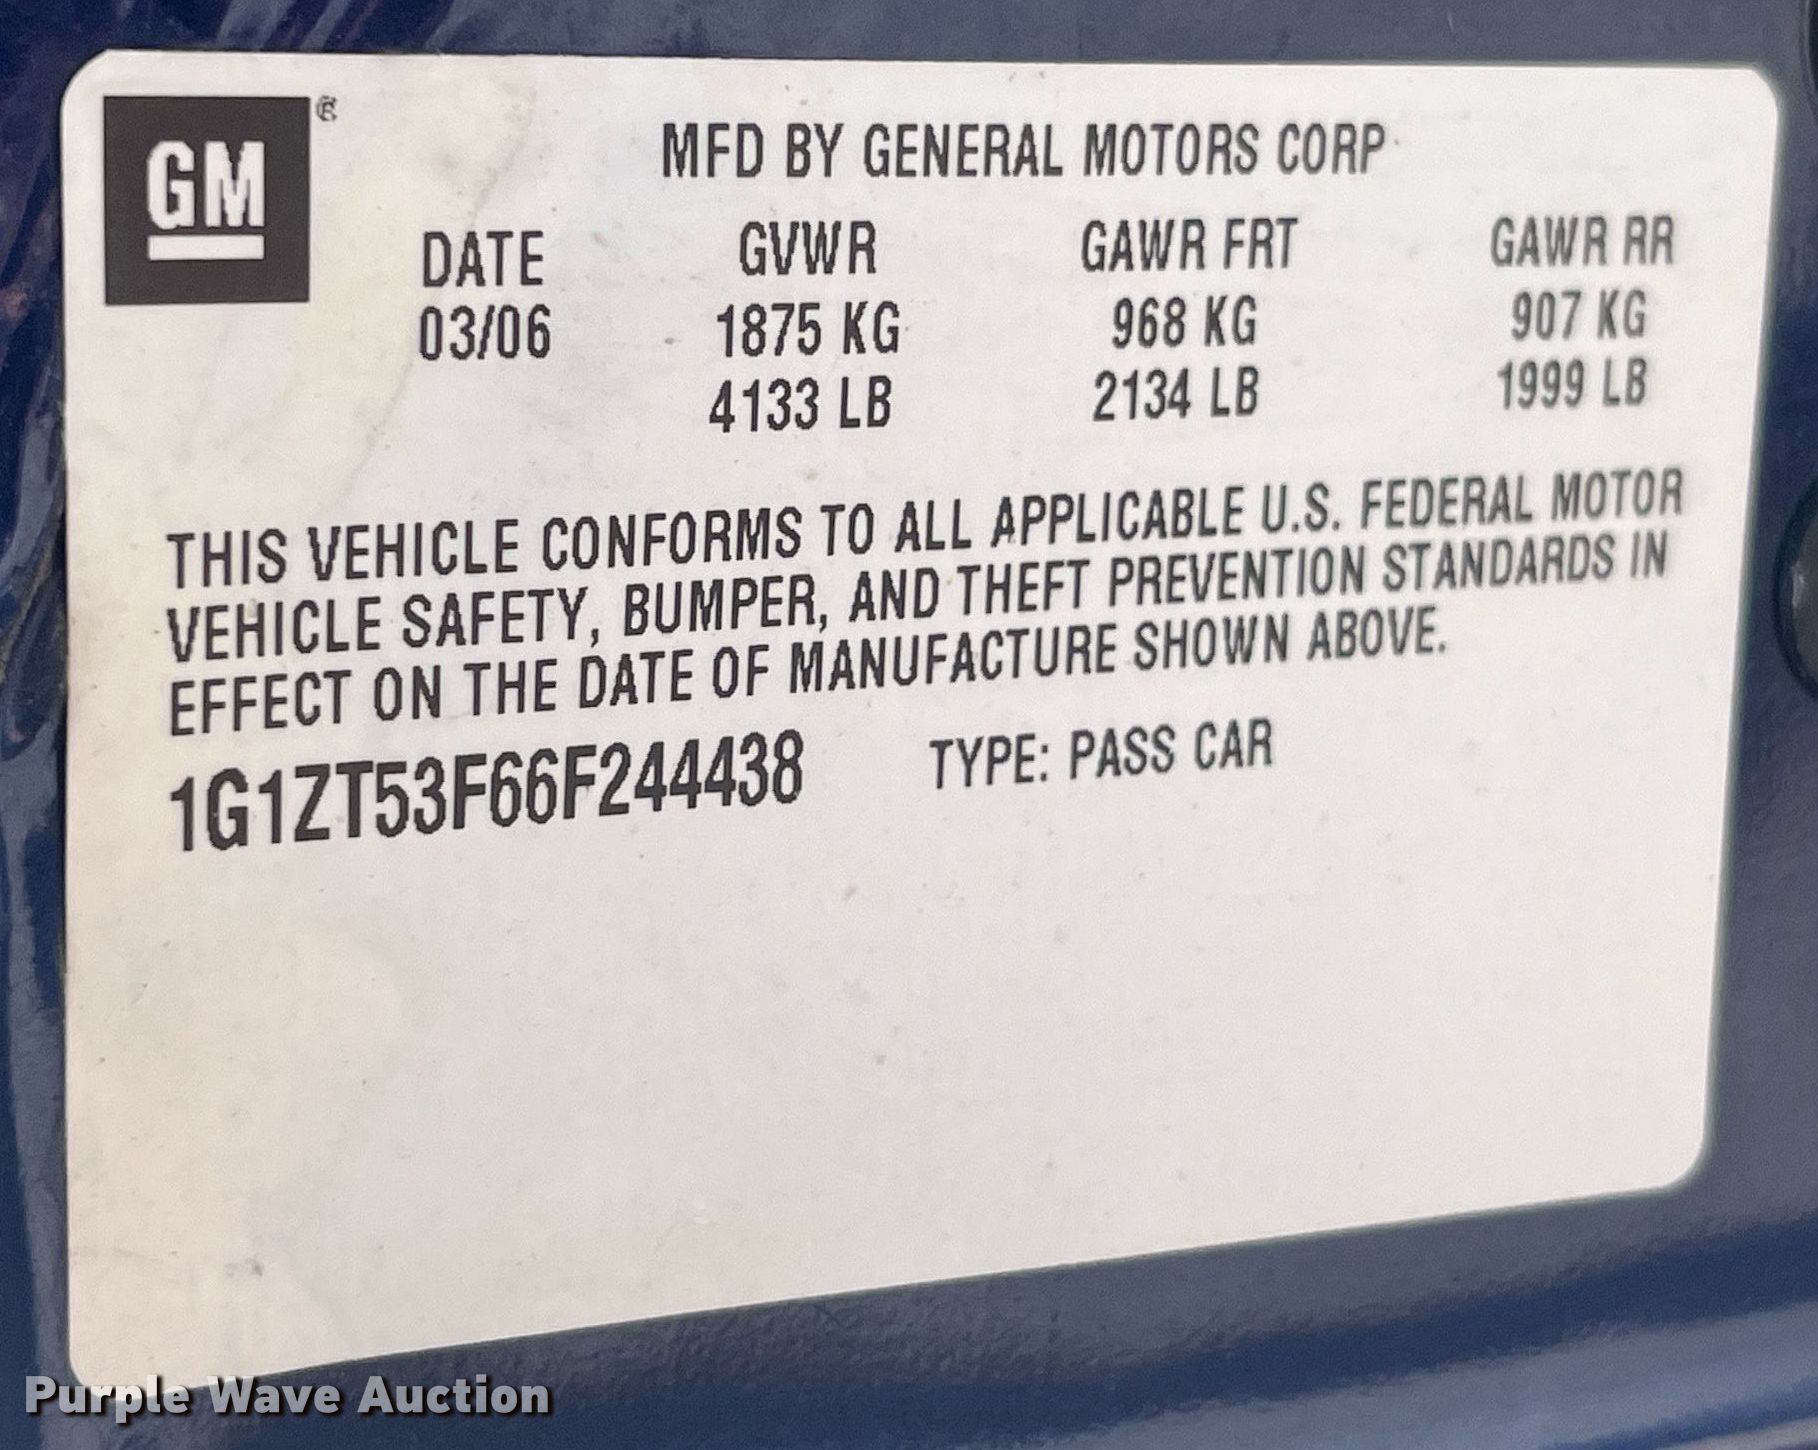 GM
MFD BY GENERAL MOTORS CORP
DATE GVWR GAWR FRT GAWR RR
03/06 1875 KG 968 KG 907 KG
4133 LB 2134 LB 1999 LB
THIS VEHICLE CONFORMS TO ALL APPLICABLE U.S. FEDERAL MOTOR
VEHICLE SAFETY, BUMPER, AND THEFT PREVENTION STANDARDS IN
EFFECT ON THE DATE OF MANUFACTURE SHOWN ABOVE.
1G1ZT53F66F244438 TYPE: PASS CAR
Purple Wave Auction